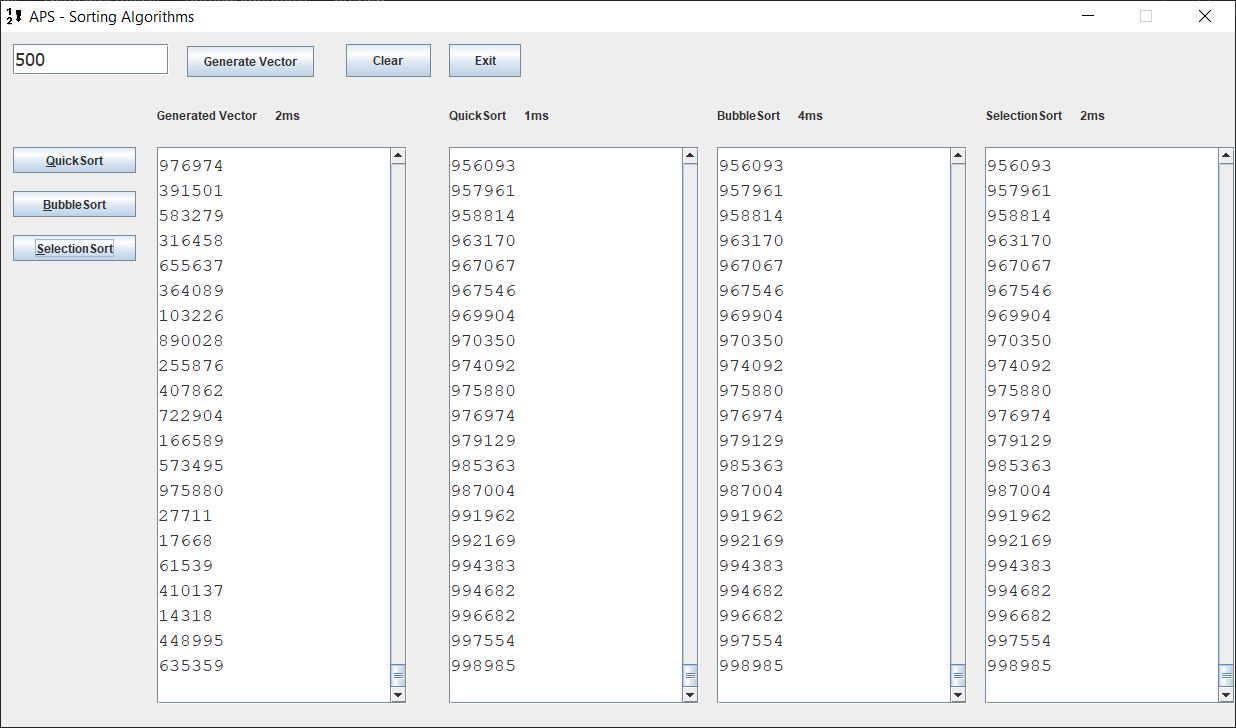 APS - Sorting Algorithms
500 Generate Vector Clear Exit
Generated Vector 2ms QuickSort 1ms BubbleSort 4ms SelectionSort 2ms
QuickSort
BubbleSort
SelectionSort
976974 956093 956093 956093
391501 957961 957961 957961
583279 958814 958814 958814
316458 963170 963170 963170
655637 967067 967067 967067
364089 967546 967546 967546
103226 969904 969904 969904
890028 970350 970350 970350
255876 974092 974092 974092
407862 975880 975880 975880
722904 976974 976974 976974
166589 979129 979129 979129
573495 985363 985363 985363
975880 987004 987004 987004
27711 991962 991962 991962
17668 992169 992169 992169
61539 994383 994383 994383
410137 994682 994682 994682
14318 996682 996682 996682
448995 997554 997554 997554
635359 998985 998985 998985